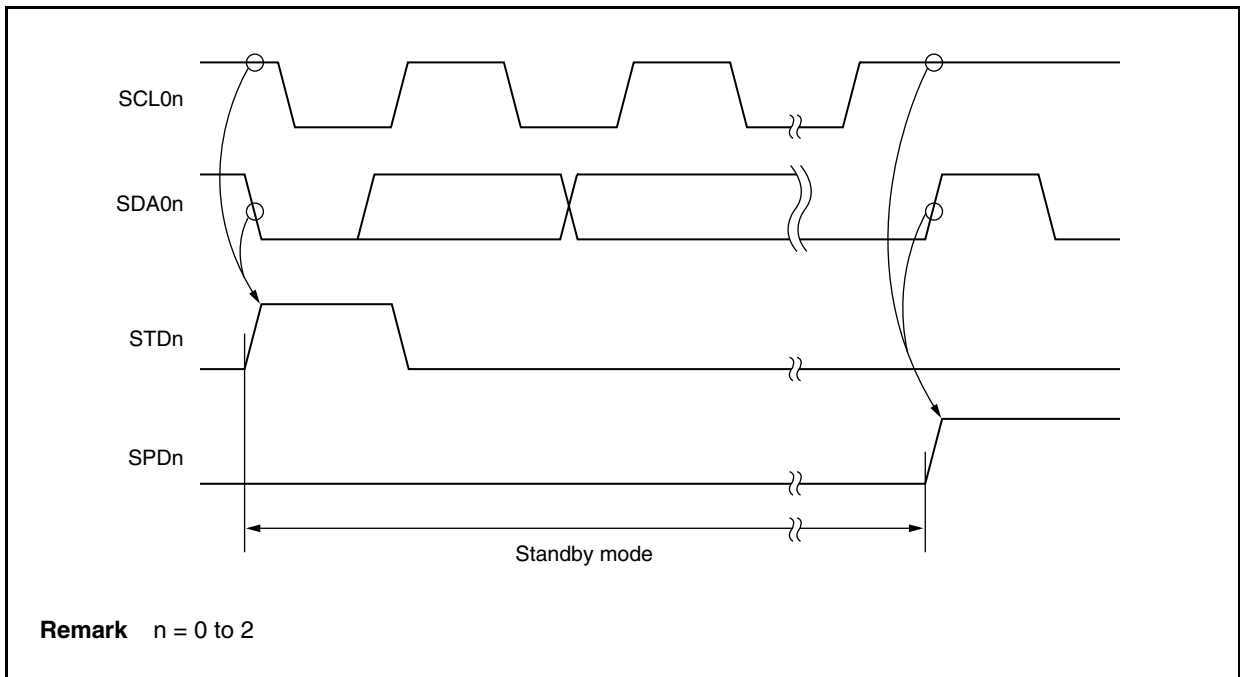 SCL0n
SDA0n
STDn
SPDn
Standby mode
Remark n = 0 to 2